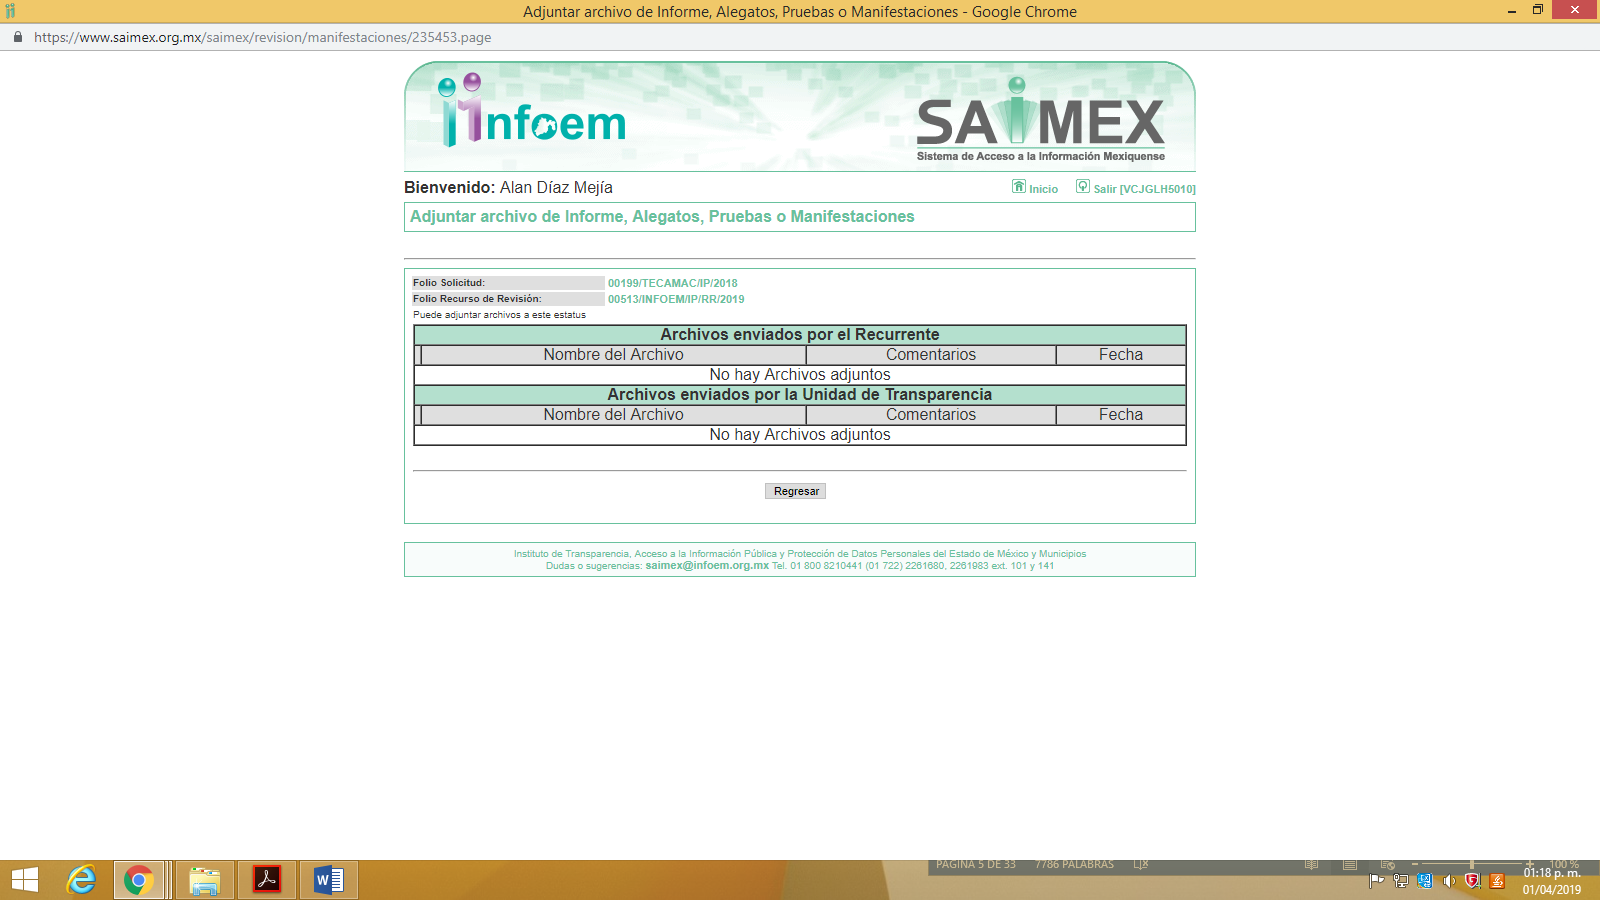 Adjuntar archivo de Informe, Alegatos, Pruebas o Manifestaciones - Google Chrome
https://www.saimex.org.mx/saimex/revision/manifestaciones/235453.page
infoem
SAIMEX
Sistema de Acceso a la Información Mexiquense
Bienvenido: Alan Díaz Mejía
Inicio Salir [VCJGLH5010]
Adjuntar archivo de Informe, Alegatos, Pruebas o Manifestaciones
Folio Solicitud: 00199/TECAMAC/IP/2018
Folio Recurso de Revisión: 00513/INFOEM/IP/RR/2019
Puede adjuntar archivos a este estatus
Archivos enviados por el Recurrente
Nombre del Archivo Comentarios Fecha
No hay Archivos adjuntos
Archivos enviados por la Unidad de Transparencia
Nombre del Archivo Comentarios Fecha
No hay Archivos adjuntos
Regresar
Instituto de Transparencia, Acceso a la Información Pública y Protección de Datos Personales del Estado de México y Municipios
Dudas o sugerencias: saimex@infoem.org.mx Tel. 01 800 8210441 (01 722) 2261680, 2261983 ext. 101 y 141
PÁGINA 5 DE 33 7786 PALABRAS 100 %
01:18 p. m.
01/04/2019